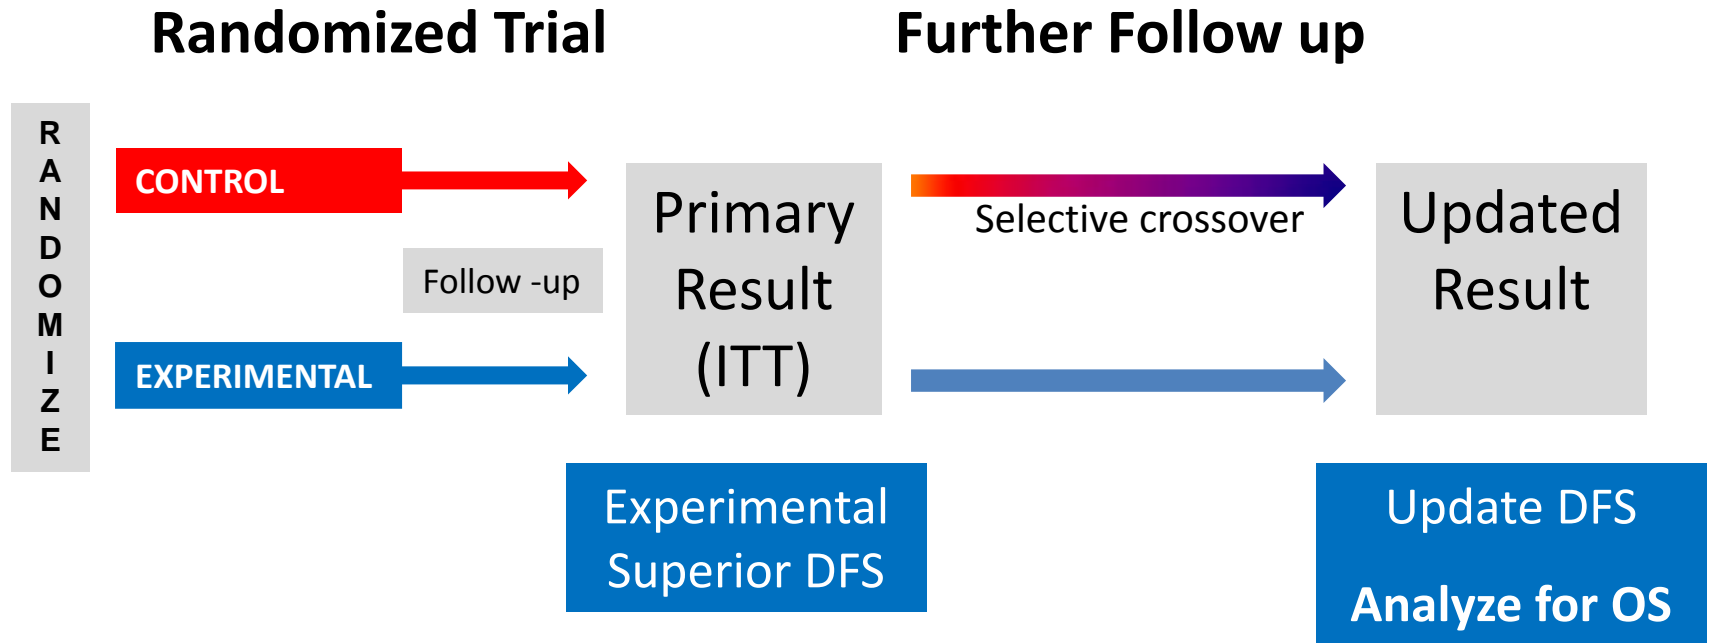 Randomized Trial
Further Follow up
R
A
N
D
O
M
I
Z
E
CONTROL
Follow -up
EXPERIMENTAL
Primary
Result
(ITT)
Selective crossover
Updated
Result
Experimental
Superior DFS
Update DFS
Analyze for OS